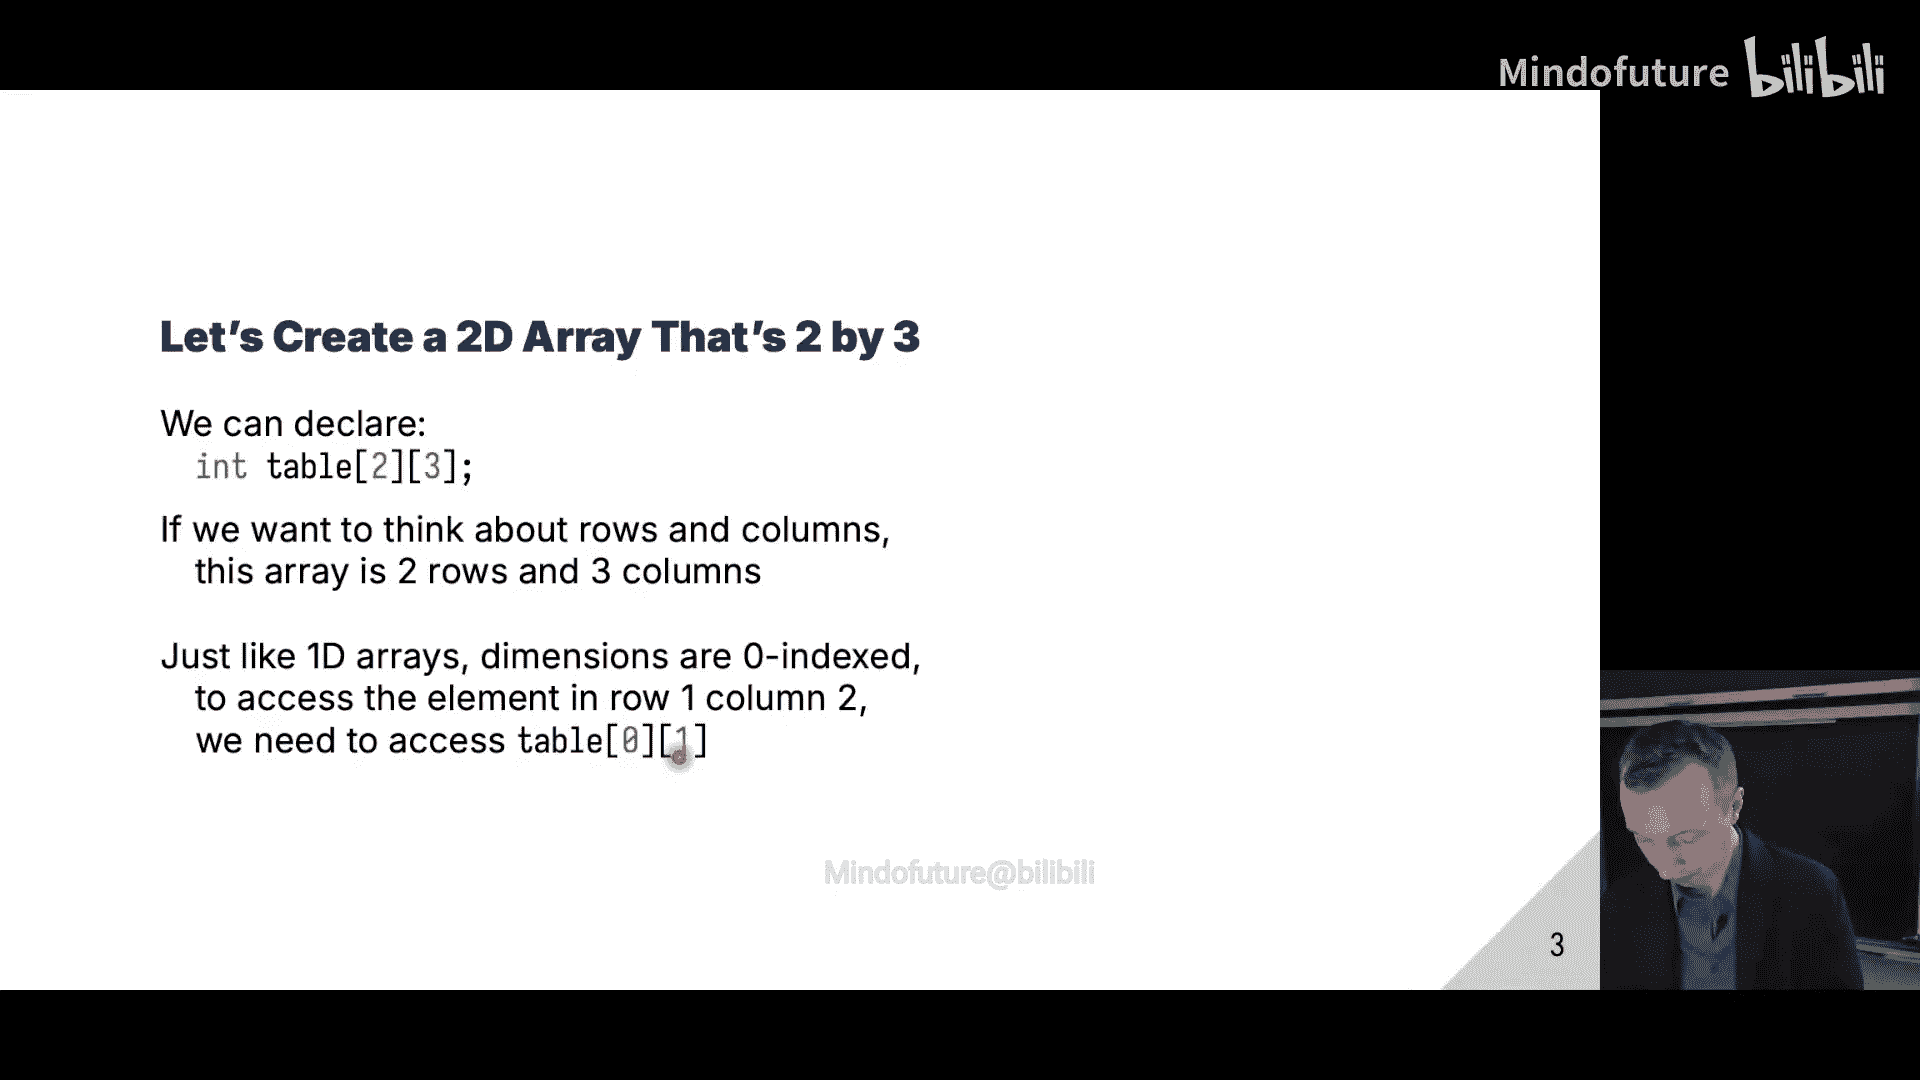 Mindofuture bilibili
Let's Create a 2D Array That's 2 by 3
We can declare:
int table[2][3];
If we want to think about rows and columns,
this array is 2 rows and 3 columns
Just like 1D arrays, dimensions are 0-indexed,
to access the element in row 1 column 2,
we need to access table[0][1]
Mindofuture@bilibili
3